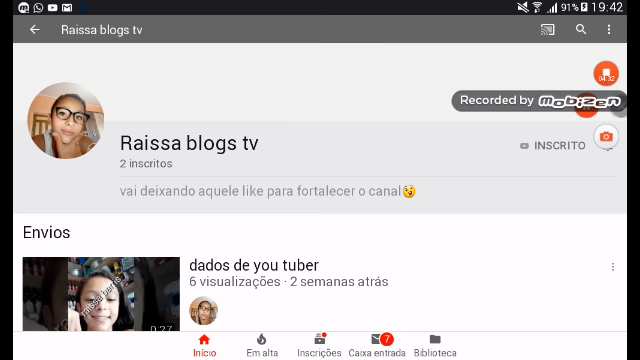 91% 19:42
Raissa blogs tv
04:32
Recorded by MOBIZEN
Raissa blogs tv
2 inscritos
INSCRITO
vai deixando aquele like para fortalecer o canal
Envios
dados de you tuber
6 visualizações · 2 semanas atrás
0:27
7
Início Em alta Inscrições Caixa entrada Biblioteca